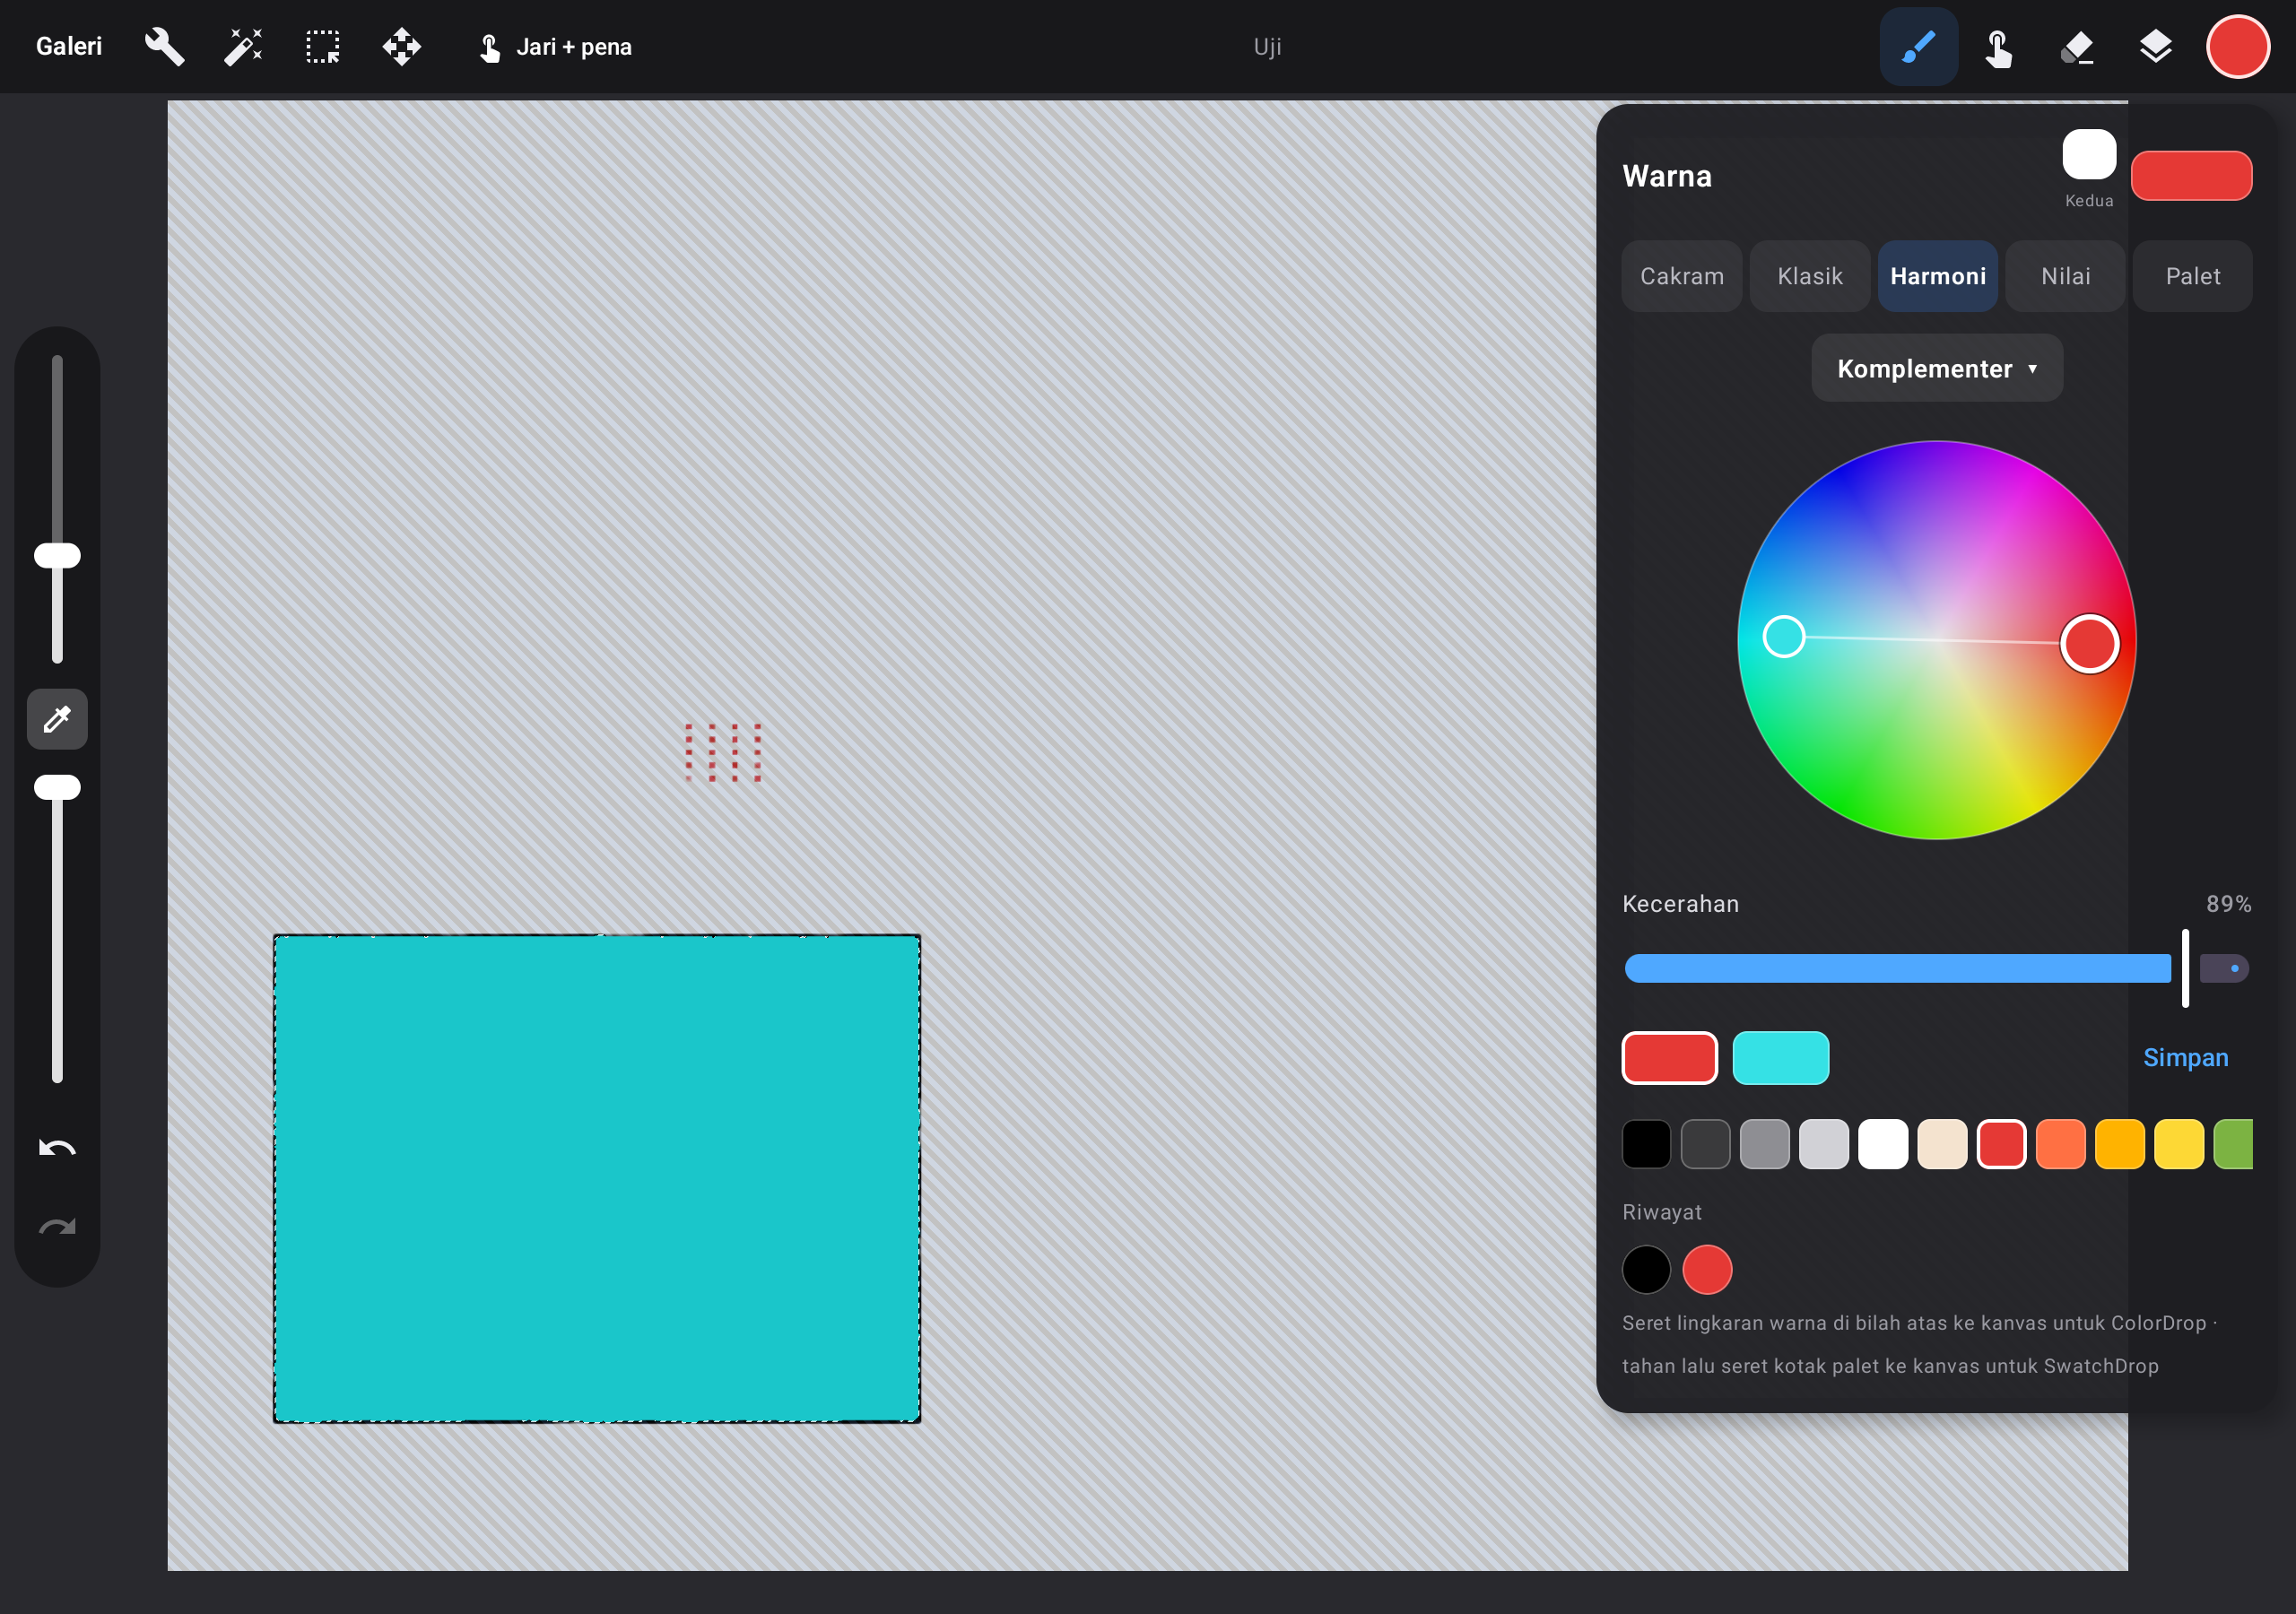 Galeri
Jari + pena
Uji
Warna
Kedua
Cakram
Klasik
Harmoni
Nilai
Palet
Komplementer
Kecerahan
89%
Simpan
Riwayat
Seret lingkaran warna di bilah atas ke kanvas untuk ColorDrop ·
tahan lalu seret kotak palet ke kanvas untuk SwatchDrop